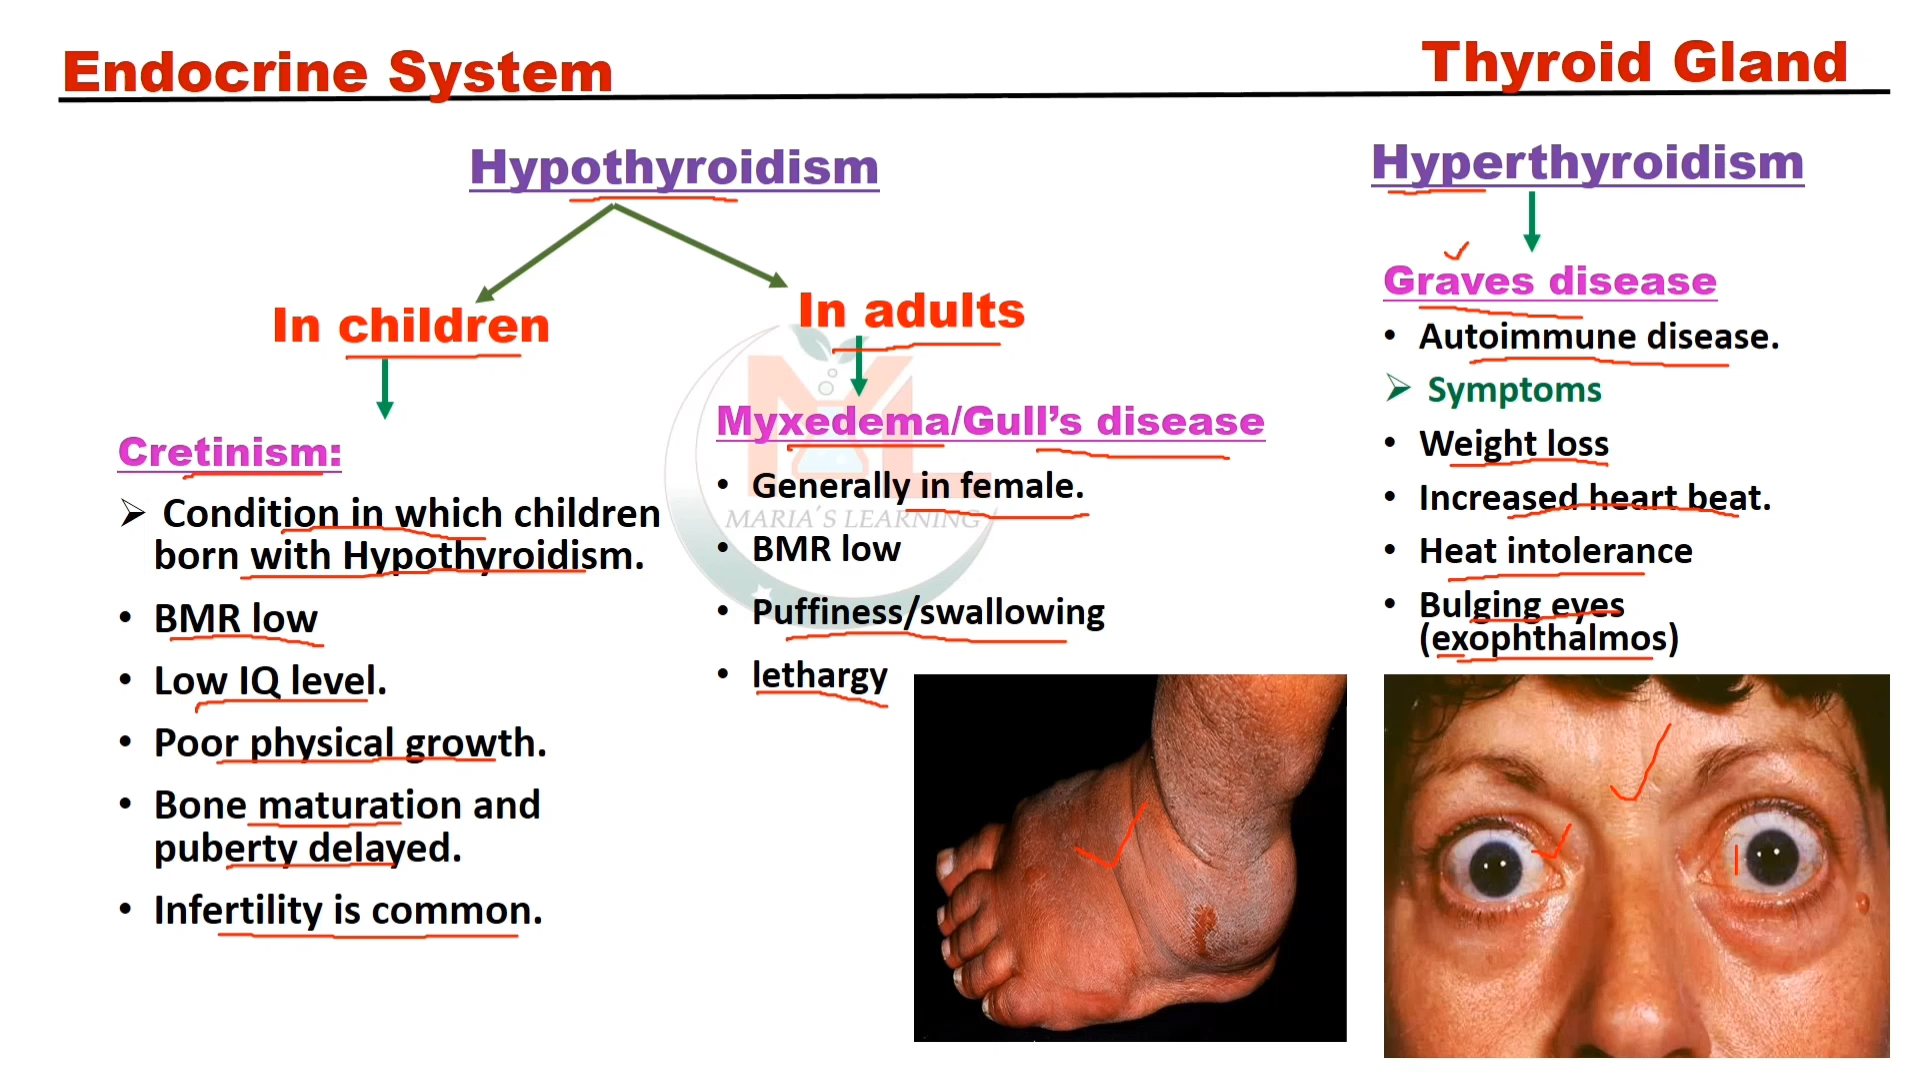 Endocrine System
Thyroid Gland
Hypothyroidism
In children
Cretinism:
➢ Condition in which children
born with Hypothyroidism.
• BMR low
• Low IQ level.
• Poor physical growth.
• Bone maturation and
puberty delayed.
• Infertility is common.
In adults
Myxedema/Gull’s disease
• Generally in female.
• BMR low
• Puffiness/swallowing
• lethargy
ML
MARIA'S LEARNING
Hyperthyroidism
Graves disease
• Autoimmune disease.
➢ Symptoms
• Weight loss
• Increased heart beat.
• Heat intolerance
• Bulging eyes
(exophthalmos)